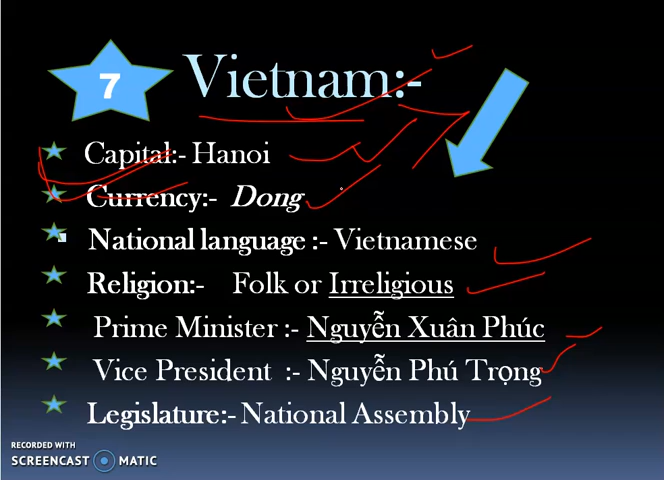 7
Vietnam:-
Capital:- Hanoi
Currency:- Dong
National language :- Vietnamese
Religion:- Folk or Irreligious
Prime Minister :- Nguyễn Xuân Phúc
Vice President :- Nguyễn Phú Trọng
Legislature:- National Assembly
RECORDED WITH
SCREENCAST MATIC